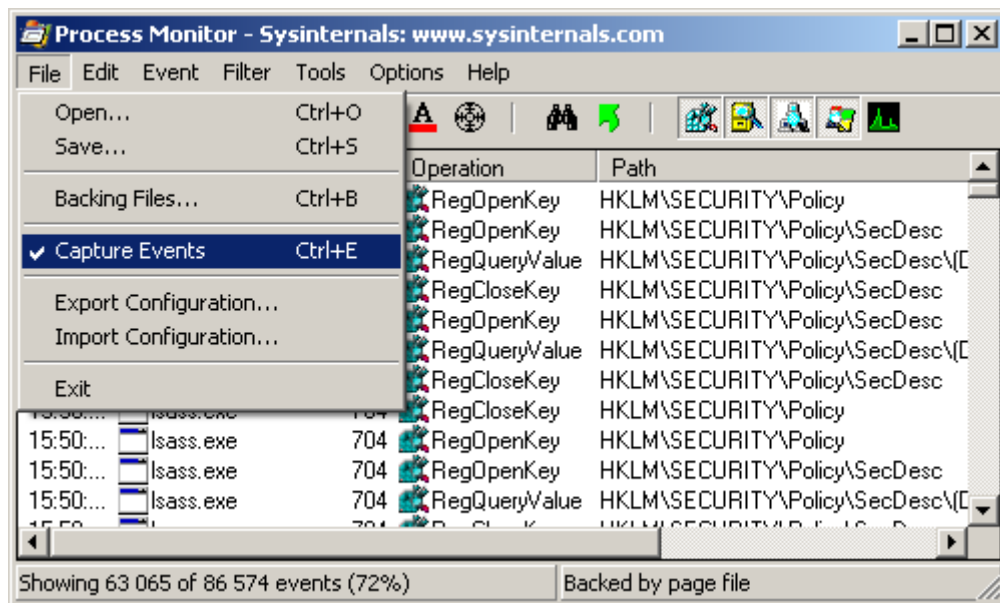 Process Monitor - Sysinternals: www.sysinternals.com
File Edit Event Filter Tools Options Help
Open... Ctrl+O
Save... Ctrl+S
Backing Files... Ctrl+B
Capture Events Ctrl+E
Export Configuration...
Import Configuration...
Exit
Operation Path
RegOpenKey HKLM\SECURITY\Policy
RegOpenKey HKLM\SECURITY\Policy\SecDesc
RegQueryValue HKLM\SECURITY\Policy\SecDesc\(D
RegCloseKey HKLM\SECURITY\Policy\SecDesc
RegOpenKey HKLM\SECURITY\Policy\SecDesc
RegQueryValue HKLM\SECURITY\Policy\SecDesc\(D
RegCloseKey HKLM\SECURITY\Policy\SecDesc
RegCloseKey HKLM\SECURITY\Policy
15:50:... lsass.exe 704 RegOpenKey HKLM\SECURITY\Policy
15:50:... lsass.exe 704 RegOpenKey HKLM\SECURITY\Policy\SecDesc
15:50:... lsass.exe 704 RegQueryValue HKLM\SECURITY\Policy\SecDesc\(D
Showing 63 065 of 86 574 events (72%) Backed by page file